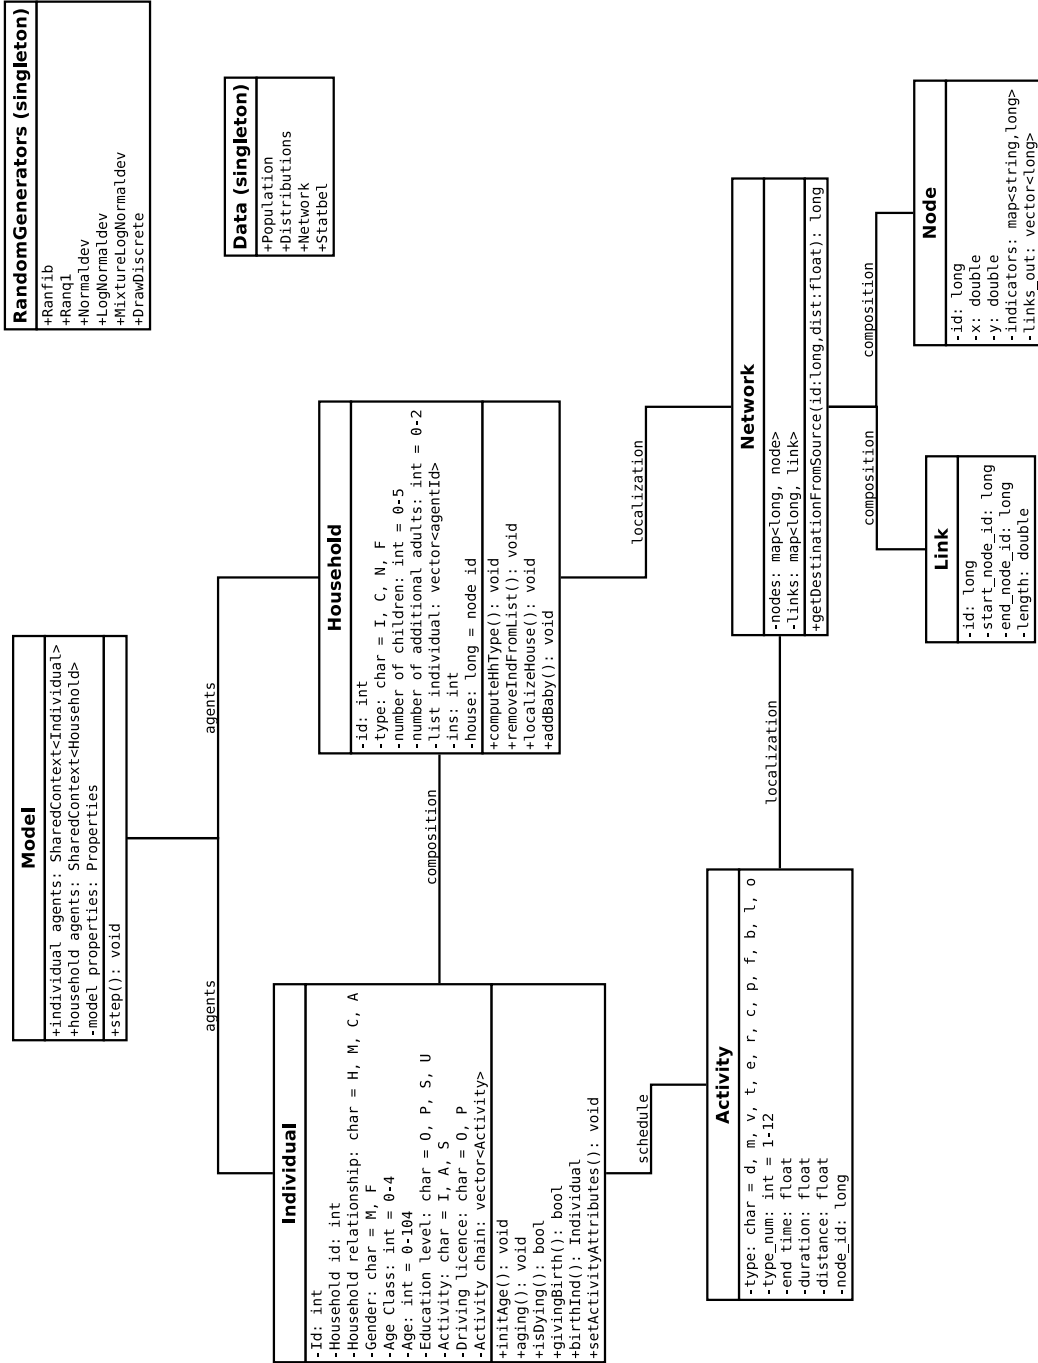 RandomGenerators (singleton)
+Ranfib
+Ranq1
+Normaldev
+LogNormaldev
+MixtureLogNormaldev
+DrawDiscrete
Data (singleton)
+Population
+Distributions
+Network
+Statbel
Model
+individual agents: SharedContext<Individual>
+household agents: SharedContext<Household>
-model properties: Properties
+step(): void
agents
agents
Household
-id: int
-type: char = I, C, N, F
-number of children: int = 0-5
-number of additional adults: int = 0-2
-list individual: vector<agentId>
-ins: int
-house: long = node id
+computeHhType(): void
+removeIndFromList(): void
+localizeHouse(): void
+addBaby(): void
composition
Individual
-Id: int
-Household id: int
-Household relationship: char = H, M, C, A
-Gender: char = M, F
-Age Class: int = 0-4
-Age: int = 0-104
-Education level: char = O, P, S, U
-Activity: char = I, A, S
-Driving licence: char = O, P
-Activity chain: vector<Activity>
+initAge(): void
+aging(): void
+isDying(): bool
+givingBirth(): bool
+birthInd(): Individual
+setActivityAttributes(): void
schedule
localization
Activity
-type: char = d, m, v, t, e, r, c, p, f, b, l, o
-type_num: int = 1-12
-end time: float
-duration: float
-distance: float
-node_id: long
localization
Network
-nodes: map<long, node>
-links: map<long, link>
+getDestinationFromSource(id:long,dist:float): long
composition
composition
Link
-id: long
-start_node_id: long
-end_node_id: long
-length: double
Node
-id: long
-x: double
-y: double
-indicators: map<string,long>
-links_out: vector<long>